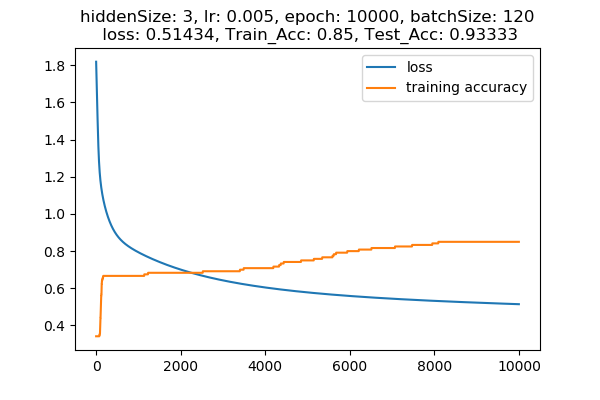 hiddenSize: 3, lr: 0.005, epoch: 10000, batchSize: 120
loss: 0.51434, Train_Acc: 0.85, Test_Acc: 0.93333
loss
training accuracy
1.8
1.6
1.4
1.2
1.0
0.8
0.6
0.4
0 2000 4000 6000 8000 10000